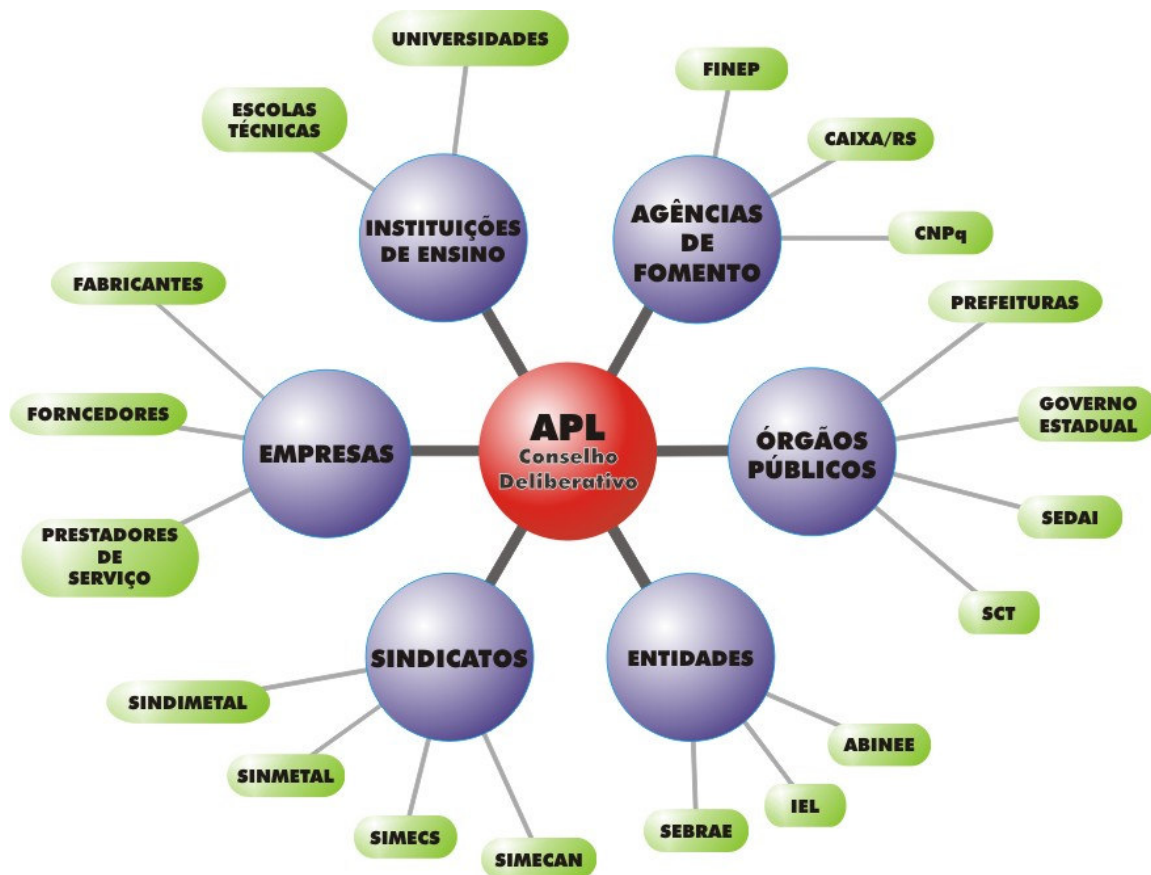 UNIVERSIDADES
ESCOLAS
TÉCNICAS
INSTITUIÇÕES
DE ENSINO
FINEP
CAIXA/RS
CNPq
AGÊNCIAS
DE
FOMENTO
PREFEITURAS
GOVERNO
ESTADUAL
SEDAI
SCT
ÓRGÃOS
PÚBLICOS
APL
Conselho
Deliberativo
FABRICANTES
FORNCEDORES
PRESTADORES
DE
SERVIÇO
EMPRESAS
SINDICATOS
SINDIMETAL
SINMETAL
SIMECS
SIMECAN
ENTIDADES
ABINEE
IEL
SEBRAE